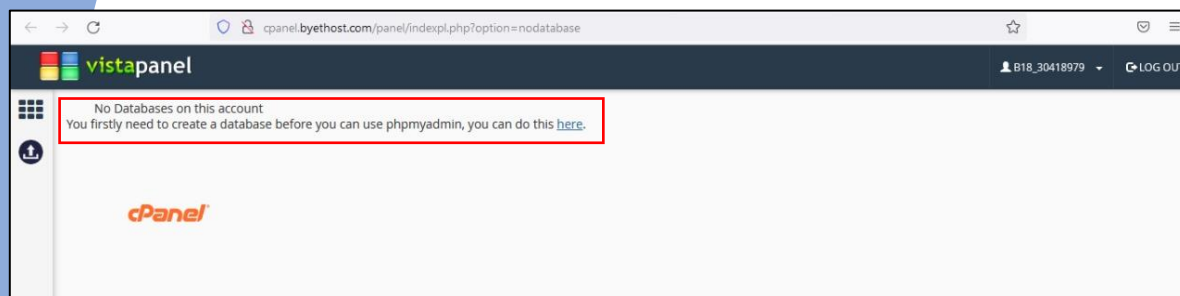 cpanel.byethost.com/panel/indexpl.php?option=nodatabase
vistapanel
B18_30418979
LOG OUT
No Databases on this account
You firstly need to create a database before you can use phpmyadmin, you can do this here.
cPanel